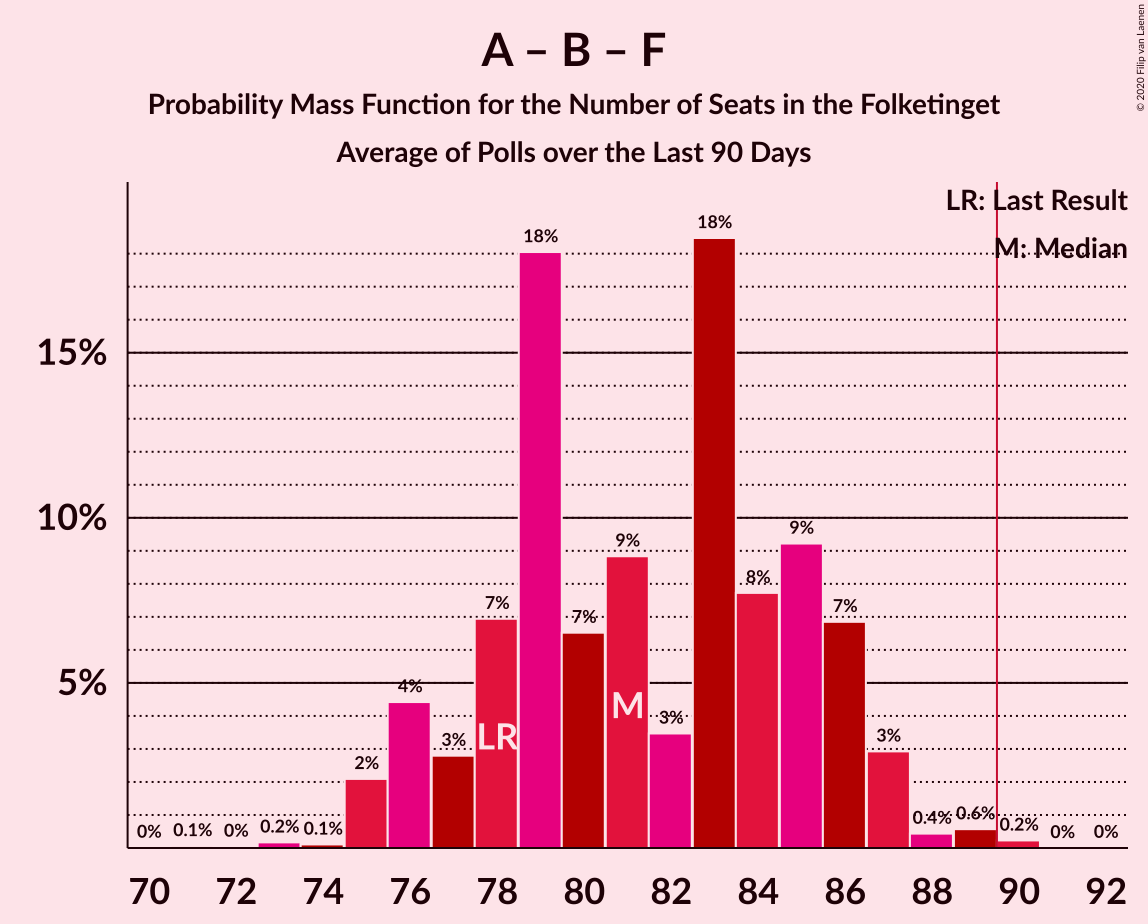 A – B – F
Probability Mass Function for the Number of Seats in the Folketinget
Average of Polls over the Last 90 Days
© 2020 Filip van Laenen
LR: Last Result
M: Median
15%
10%
5%
0% 0.1% 0% 0.2% 0.1% 2% 4% 3% 7% 18% 7% 9% 3% 18% 8% 9% 7% 3% 0.4% 0.6% 0.2% 0% 0%
LR M
70 72 74 76 78 80 82 84 86 88 90 92